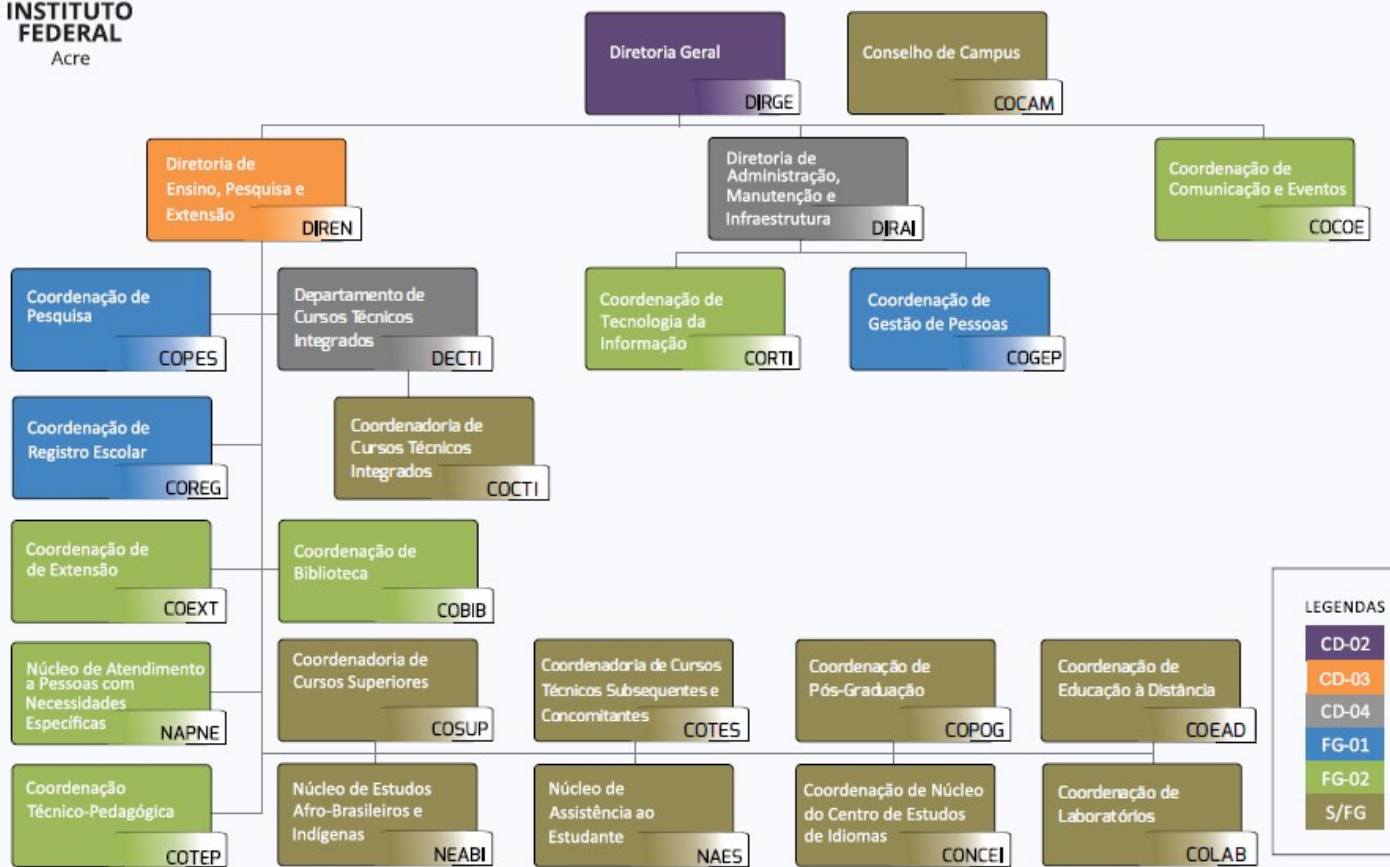 INSTITUTO
FEDERAL
Acre
Diretoria Geral
DIRGE
Conselho de Campus
COCAM
Diretoria de
Ensino, Pesquisa e
Extensão
DIREN
Diretoria de
Administração,
Manutenção e
Infraestrutura
DIRAI
Coordenação de
Comunicação e Eventos
COCOE
Coordenação de
Pesquisa
COPES
Departamento de
Cursos Técnicos
Integrados
DECTI
Coordenação de
Tecnologia da
Informação
CORTI
Coordenação de
Gestão de Pessoas
COGEP
Coordenação de
Registro Escolar
COREG
Coordenadoria de
Cursos Técnicos
Integrados
COCTI
Coordenação de
de Extensão
COEXT
Coordenação de
Biblioteca
COBIB
Núcleo de Atendimento
a Pessoas com
Necessidades
Específicas
NAPNE
Coordenadoria de
Cursos Superiores
COSUP
Coordenadoria de Cursos
Técnicos Subsequentes e
Concomitantes
COTES
Coordenação de
Pós-Graduação
COPOG
Coordenação de
Educação à Distância
COEAD
Coordenação
Técnico-Pedagógica
COTEP
Núcleo de Estudos
Afro-Brasileiros e
Indígenas
NEABI
Núcleo de
Assistência ao
Estudante
NAES
Coordenação de Núcleo
do Centro de Estudos
de Idiomas
CONCEI
Coordenação de
Laboratórios
COLAB
LEGENDAS
CD-02
CD-03
CD-04
FG-01
FG-02
S/FG